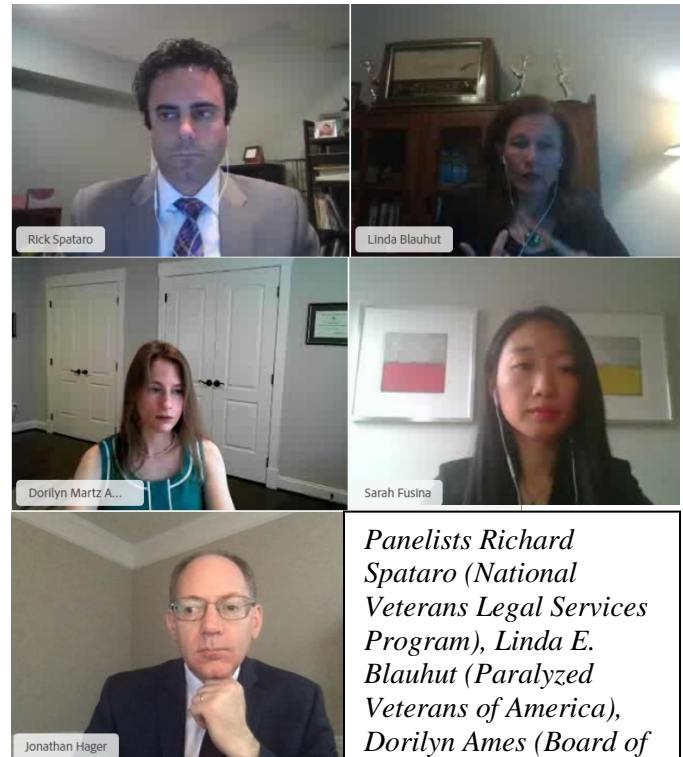 Rick Spataro
Linda Blauhut
Dorilyn Martz A...
Sarah Fusina
Jonathan Hager
Panelists Richard
Spataro (National
Veterans Legal Services
Program), Linda E.
Blauhut (Paralyzed
Veterans of America),
Dorilyn Ames (Board of